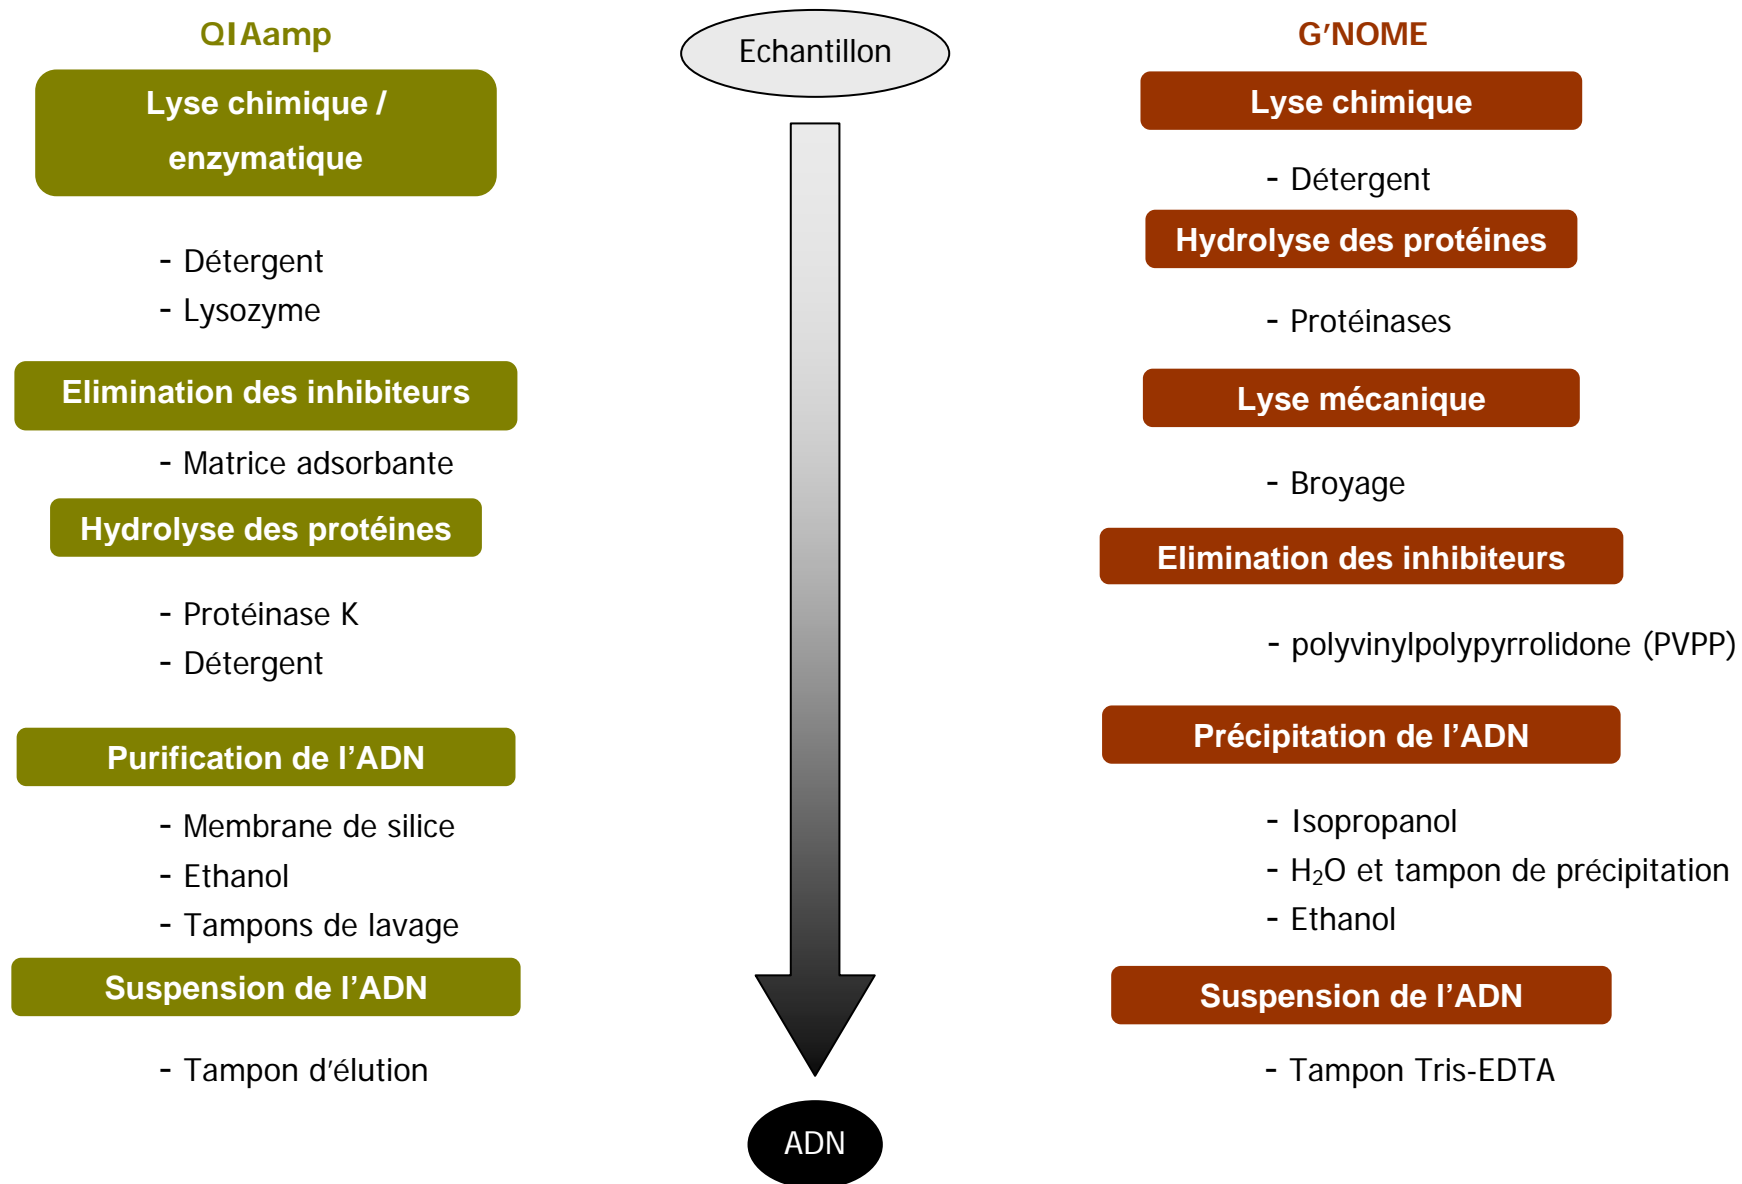 QIAamp
Lyse chimique /
enzymatique
- Détergent
- Lysozyme
Elimination des inhibiteurs
- Matrice adsorbante
Hydrolyse des protéines
- Protéinase K
- Détergent
Purification de l’ADN
- Membrane de silice
- Ethanol
- Tampons de lavage
Suspension de l’ADN
- Tampon d’élution
Echantillon
ADN
G’NOME
Lyse chimique
- Détergent
Hydrolyse des protéines
- Protéinases
Lyse mécanique
- Broyage
Elimination des inhibiteurs
- polyvinylpolypyrrolidone (PVPP)
Précipitation de l’ADN
- Isopropanol
- H₂O et tampon de précipitation
- Ethanol
Suspension de l’ADN
- Tampon Tris-EDTA